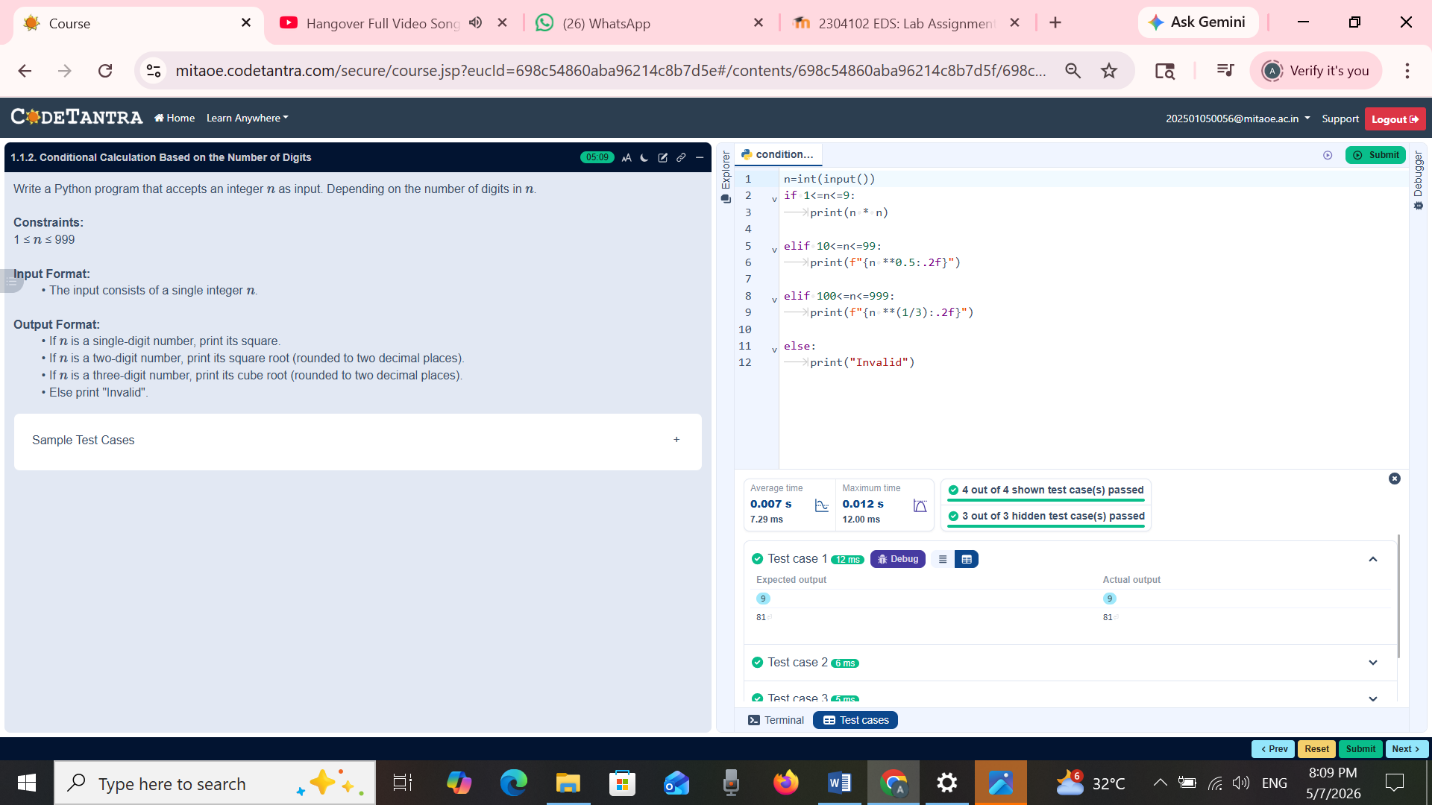 Course
Hangover Full Video Song
(26) WhatsApp
2304102 EDS: Lab Assignment
Ask Gemini
mitaoe.codetantra.com/secure/course.jsp?eucId=698c54860aba96214c8b7d5e#/contents/698c54860aba96214c8b7d5f/698c...
A
Verify it's you
CODETANTRA
Home
Learn Anywhere
202501050056@mitaoe.ac.in
Support
Logout
1.1.2. Conditional Calculation Based on the Number of Digits
05:09
AA
Write a Python program that accepts an integer n as input. Depending on the number of digits in n.
Constraints:
1 ≤ n ≤ 999
Input Format:
• The input consists of a single integer n.
Output Format:
• If n is a single-digit number, print its square.
• If n is a two-digit number, print its square root (rounded to two decimal places).
• If n is a three-digit number, print its cube root (rounded to two decimal places).
• Else print "Invalid".
Sample Test Cases
+
Explorer
condition...
Submit
Debugger
1 n=int(input())
2 if 1<=n<=9:
3 print(n * n)
4
5 elif 10<=n<=99:
6 print(f"{n **0.5:.2f}")
7
8 elif 100<=n<=999:
9 print(f"{n **(1/3):.2f}")
10
11 else:
12 print("Invalid")
Average time
0.007 s
7.29 ms
Maximum time
0.012 s
12.00 ms
4 out of 4 shown test case(s) passed
3 out of 3 hidden test case(s) passed
Test case 1 12 ms Debug
Expected output Actual output
9 9
81 81
Test case 2 6 ms
Test case 3 5 ms
Terminal
Test cases
< Prev
Reset
Submit
Next >
Type here to search
6
32°C
ENG
8:09 PM
5/7/2026